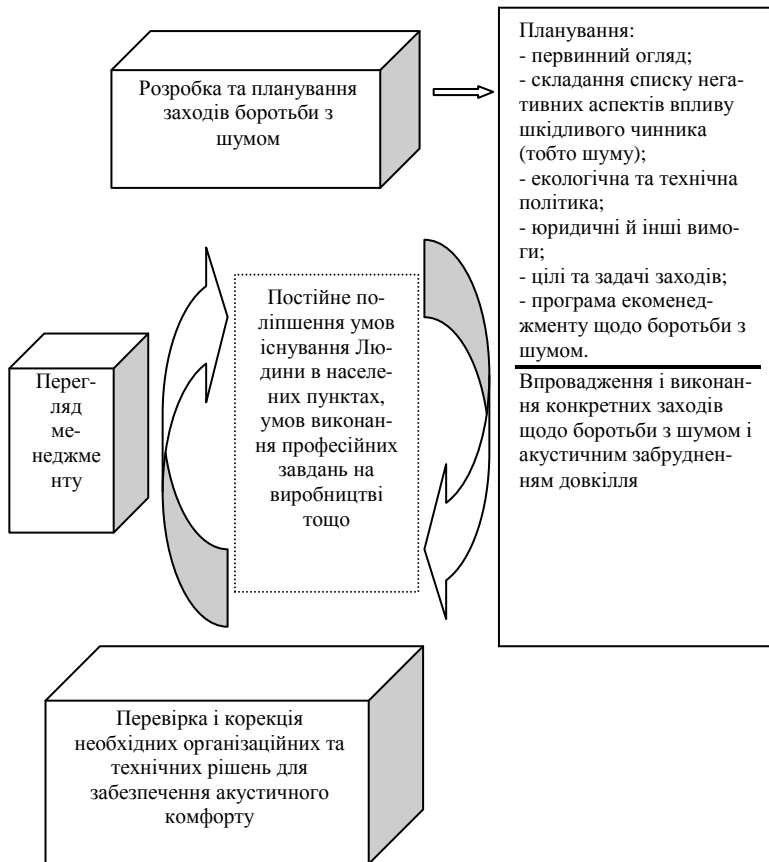 Розробка та планування
заходів боротьби з
шумом
Планування:
- первинний огляд;
- складання списку нега-
тивних аспектів впливу
шкідливого чинника
(тобто шуму);
- екологічна та технічна
політика;
- юридичні й інші вимо-
ги;
- цілі та задачі заходів;
- програма екоменед-
жменту щодо боротьби з
шумом.
Впровадження і виконан-
ня конкретних заходів
щодо боротьби з шумом і
акустичним забруднен-
ням довкілля
Постійне по-
ліпшення умов
існування Лю-
дини в населе-
них пунктах,
умов виконан-
ня професійних
завдань на
виробництві
тощо
Перег-
ляд
ме-
неджме
нту
Перевірка і корекція
необхідних організаційних та
технічних рішень для
забезпечення акустичного
комфорту